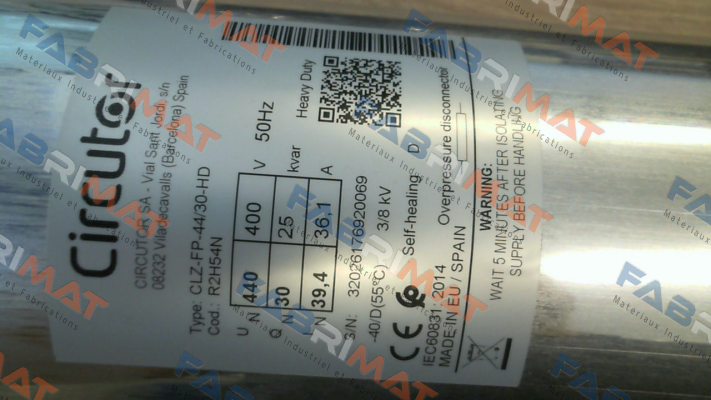 Circutor
CIRCUTOR SA - Vial Sant Jordi, s/n
08232 Viladecavalls (Barcelona) Spain
Type: CLZ-FP-44/30-HD
Cod.: R2H54N
U N 440 400 V 50Hz
Q N 30 25 kvar Heavy Duty
I N 39,4 36,1 A
S/N: 32026176920069
-40/D(55ºC) 3/8 kV
Self-healing: D
CE
IEC60831: 2014 Overpressure disconnector
MADE IN EU / SPAIN
WARNING:
WAIT 5 MINUTES AFTER ISOLATING
SUPPLY BEFORE HANDLING
FABRIMAT
Materiaux Industriel et Fabrications